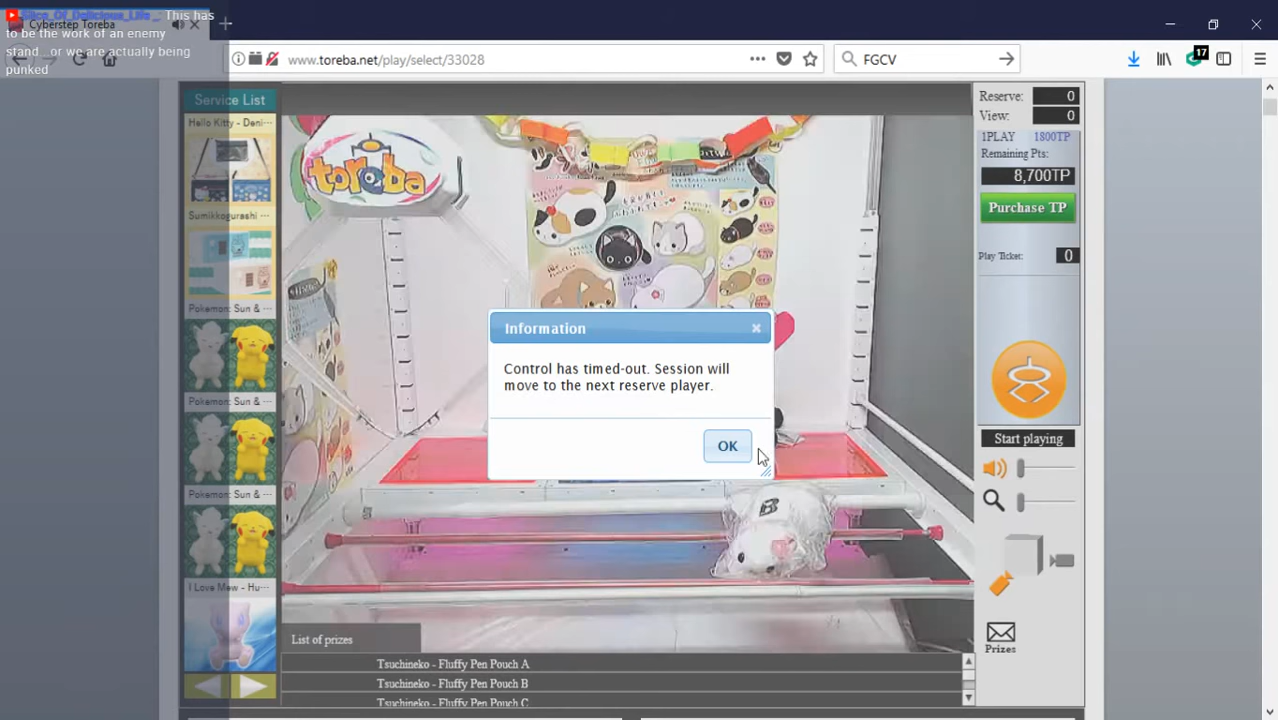 Slice_Of_Delicious_Life_: This has
to be the work of an enemy
stand...or we are actually being
punked
Cyberstep Toreba
www.toreba.net/play/select/33028
FGCV
17
Service List
Hello Kitty - Deni...
Sumikkogurashi ...
Pokemon: Sun & ...
Pokemon: Sun & ...
Pokemon: Sun & ...
I Love Mew - Hu...
toreba
Information
Control has timed-out. Session will
move to the next reserve player.
OK
B
Reserve: 0
View: 0
1PLAY 1800TP
Remaining Pts:
8,700TP
Purchase TP
Play Ticket: 0
Start playing
Prizes
List of prizes
Tsuchineko - Fluffy Pen Pouch A
Tsuchineko - Fluffy Pen Pouch B
Tsuchineko - Fluffy Pen Pouch C